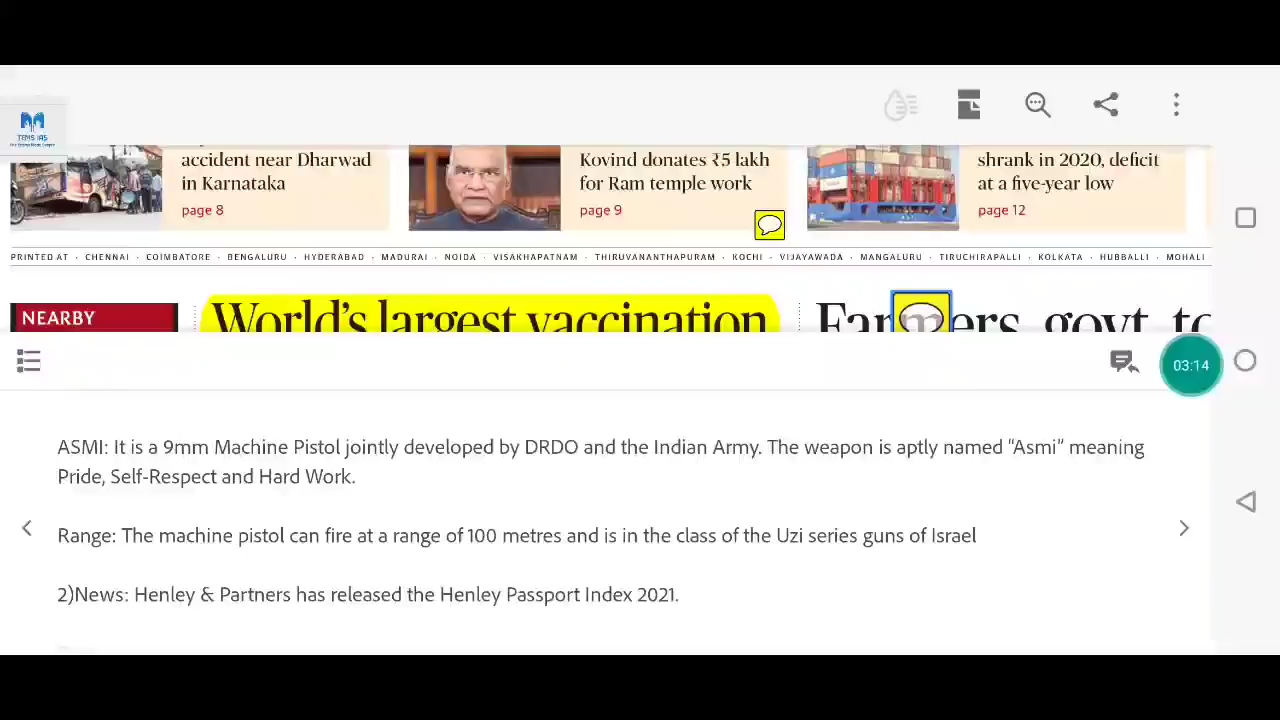 TEMS IAS
accident near Dharwad
in Karnataka
page 8
Kovind donates ₹5 lakh
for Ram temple work
page 9
shrank in 2020, deficit
at a five-year low
page 12
PRINTED AT · CHENNAI · COIMBATORE · BENGALURU · HYDERABAD · MADURAI · NOIDA · VISAKHAPATNAM · THIRUVANANTHAPURAM · KOCHI · VIJAYAWADA · MANGALURU · TIRUCHIRAPALLI · KOLKATA · HUBBALLI · MOHALI
NEARBY
World's largest vaccination
Farmers, govt. to
03:14
ASMI: It is a 9mm Machine Pistol jointly developed by DRDO and the Indian Army. The weapon is aptly named “Asmi” meaning
Pride, Self-Respect and Hard Work.
Range: The machine pistol can fire at a range of 100 metres and is in the class of the Uzi series guns of Israel
2)News: Henley & Partners has released the Henley Passport Index 2021.